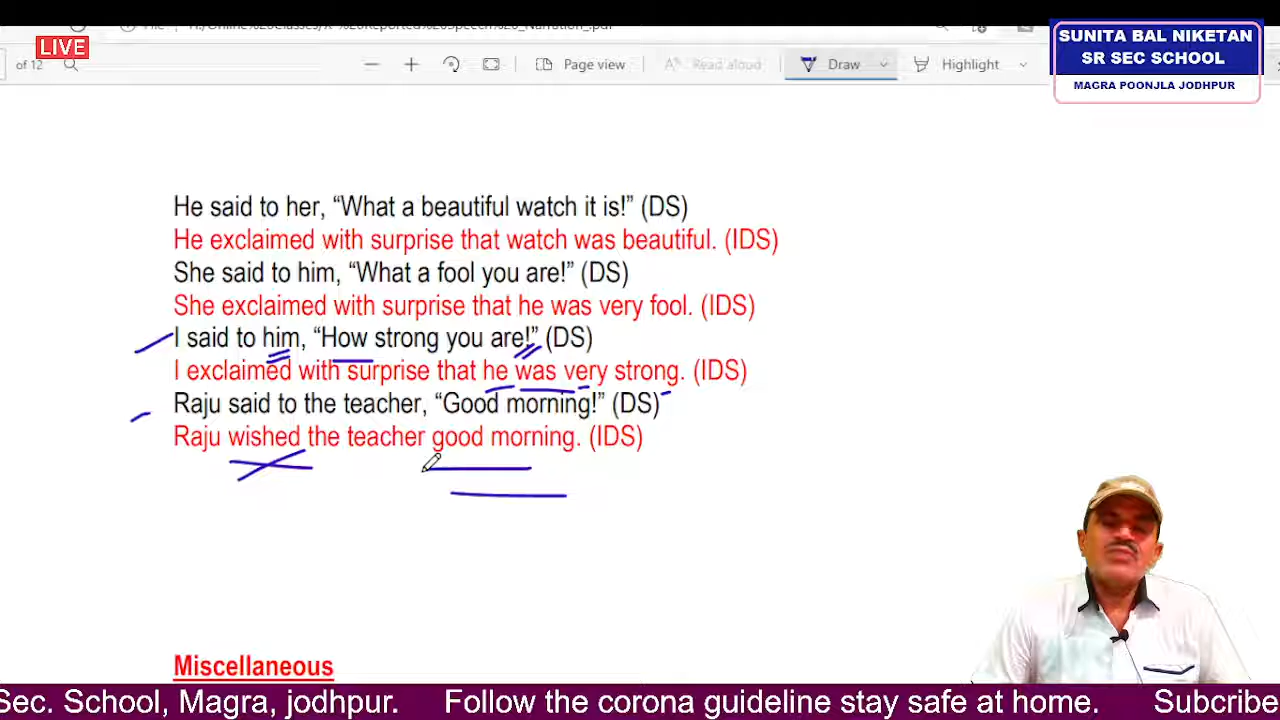 LIVE
SUNITA BAL NIKETAN
SR SEC SCHOOL
MAGRA POONJLA JODHPUR
of 12
Page view
Read aloud
Draw
Highlight
He said to her, “What a beautiful watch it is!” (DS)
He exclaimed with surprise that watch was beautiful. (IDS)
She said to him, “What a fool you are!” (DS)
She exclaimed with surprise that he was very fool. (IDS)
I said to him, “How strong you are!” (DS)
I exclaimed with surprise that he was very strong. (IDS)
Raju said to the teacher, “Good morning!” (DS)
Raju wished the teacher good morning. (IDS)
Miscellaneous
Sec. School, Magra, jodhpur. Follow the corona guideline stay safe at home. Subcribe